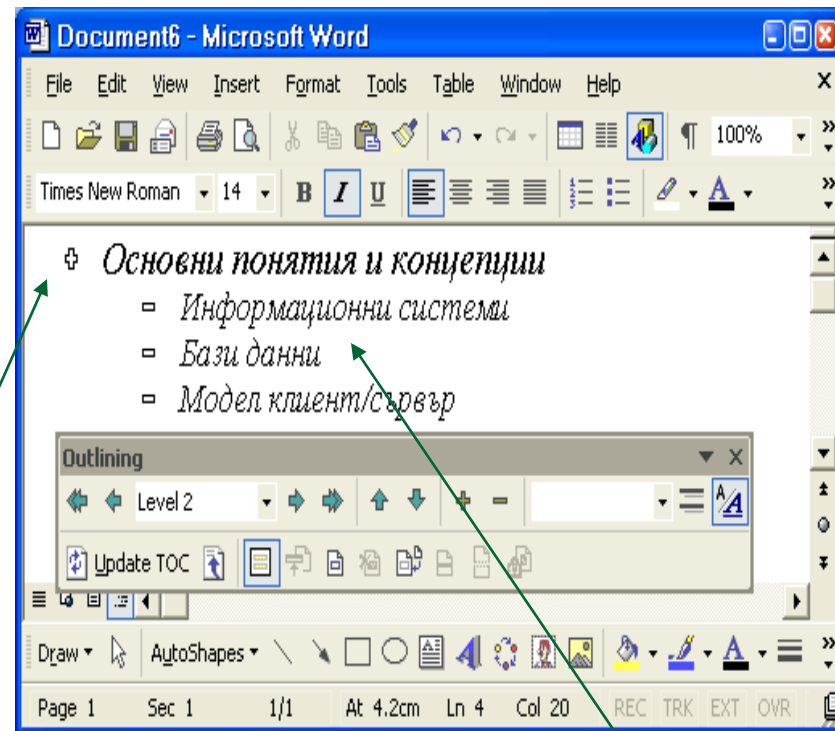 Document6 - Microsoft Word
File Edit View Insert Format Tools Table Window Help
100%
Times New Roman 14 B I U A
Основни понятия и концепции
Информационни системи
Бази данни
Модел клиент/сървър
Outlining
Level 2
Update TOC
Draw AutoShapes
Page 1 Sec 1 1/1 At 4.2cm Ln 4 Col 20 REC TRK EXT OVR